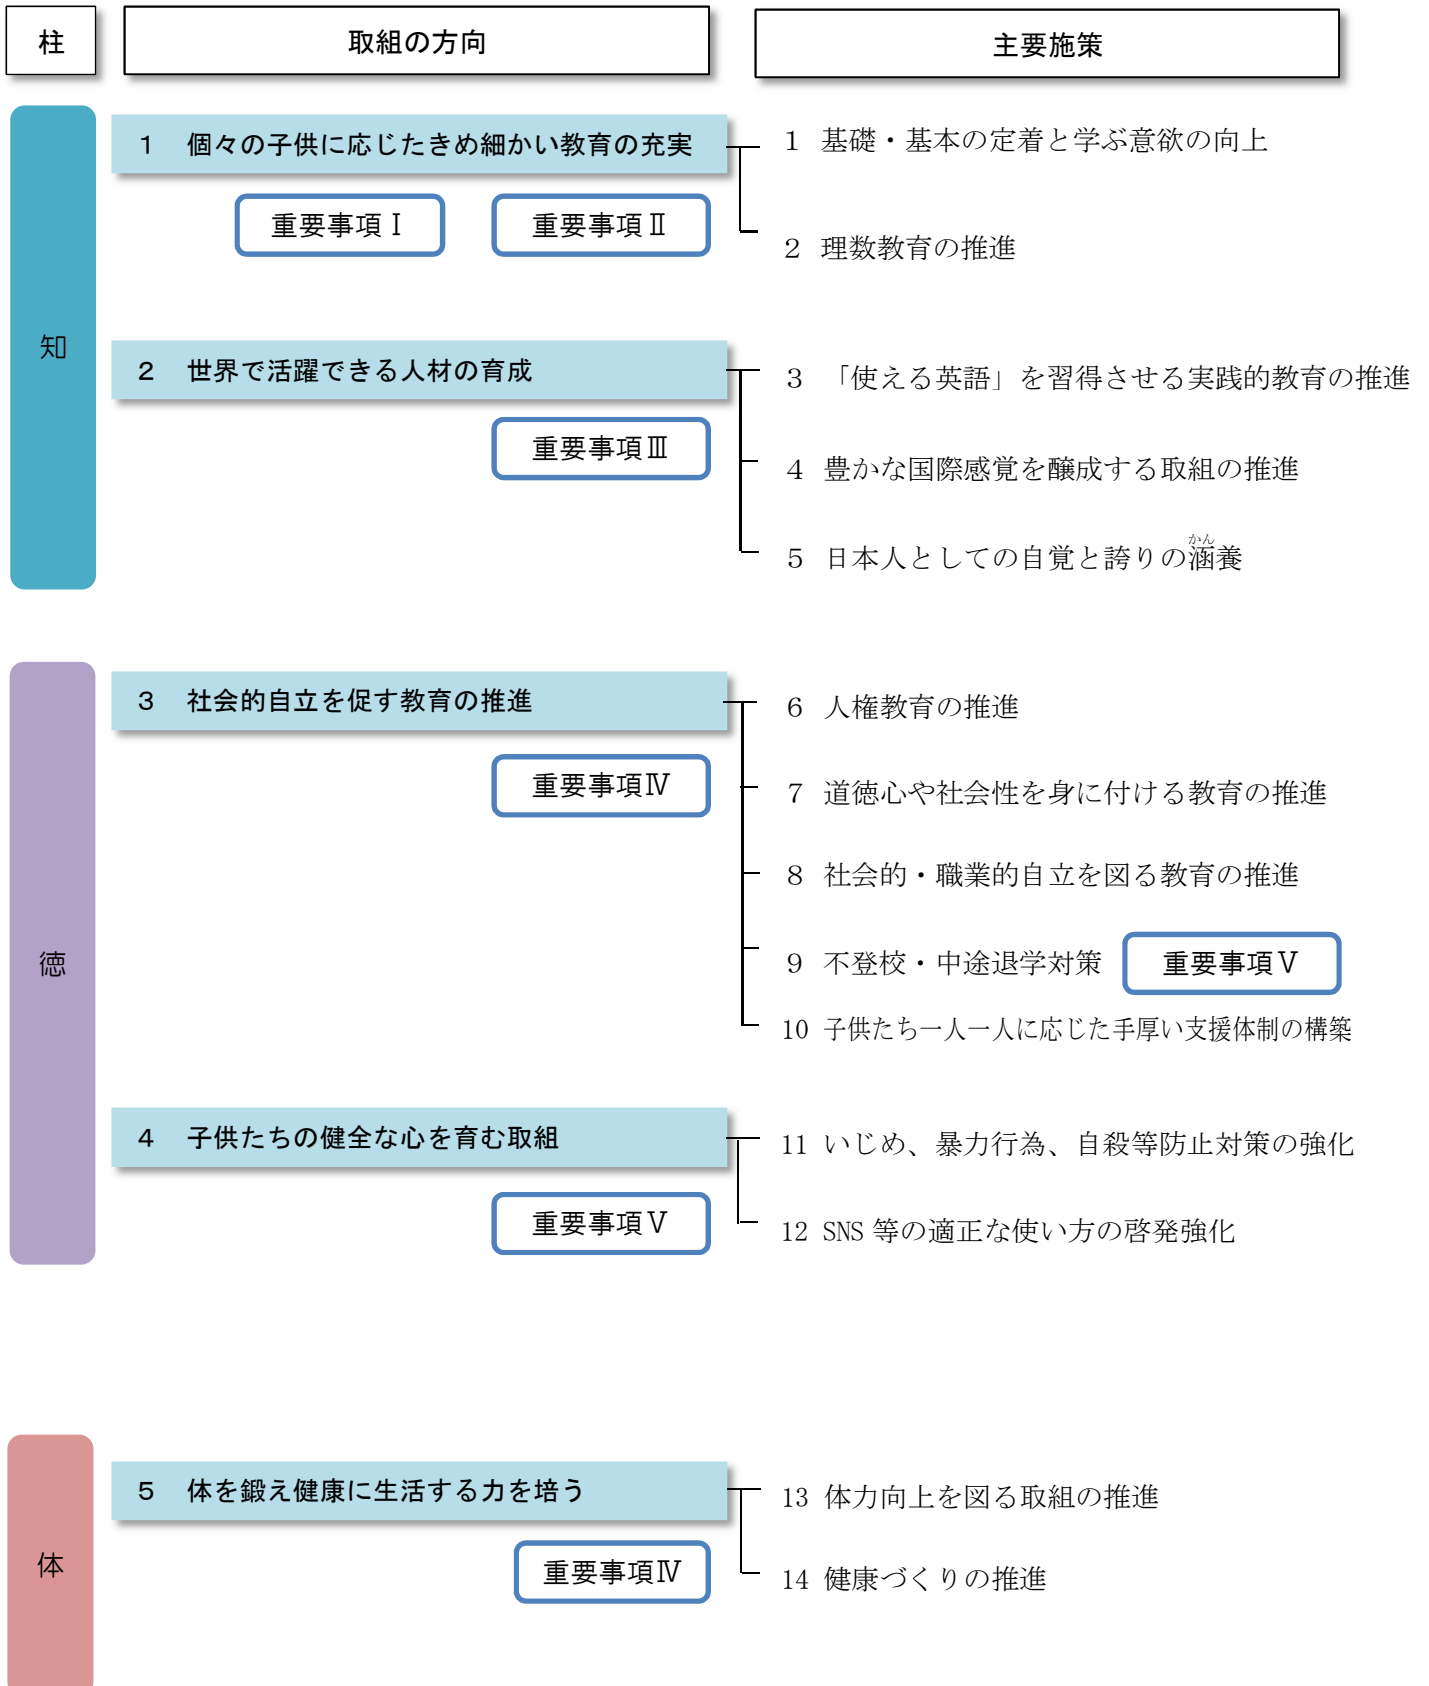 柱
取組の方向
主要施策
知
1 個々の子供に応じたきめ細かい教育の充実
重要事項Ⅰ
重要事項Ⅱ
1 基礎・基本の定着と学ぶ意欲の向上
2 理数教育の推進
2 世界で活躍できる人材の育成
重要事項Ⅲ
3 「使える英語」を習得させる実践的教育の推進
4 豊かな国際感覚を醸成する取組の推進
かん
5 日本人としての自覚と誇りの涵養
徳
3 社会的自立を促す教育の推進
重要事項Ⅳ
6 人権教育の推進
7 道徳心や社会性を身に付ける教育の推進
8 社会的・職業的自立を図る教育の推進
9 不登校・中途退学対策
重要事項Ⅴ
10 子供たち一人一人に応じた手厚い支援体制の構築
4 子供たちの健全な心を育む取組
重要事項Ⅴ
11 いじめ、暴力行為、自殺等防止対策の強化
12 SNS 等の適正な使い方の啓発強化
体
5 体を鍛え健康に生活する力を培う
重要事項Ⅳ
13 体力向上を図る取組の推進
14 健康づくりの推進